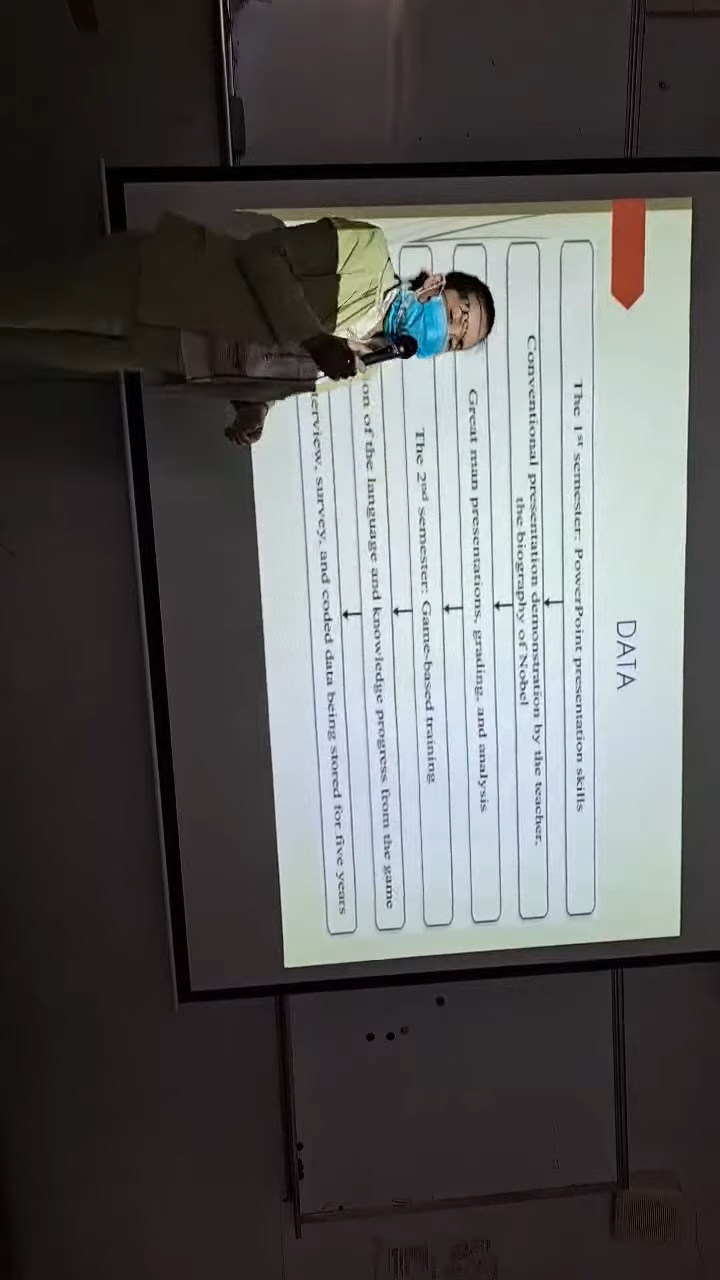 DATA
The 1st semester: PowerPoint presentation skills
Conventional presentation demonstration by the teacher,
the biography of Nobel
Great man presentations, grading, and analysis
The 2nd semester: Game-based training
of the language and knowledge progress from the game
survey, and coded data being stored for five years